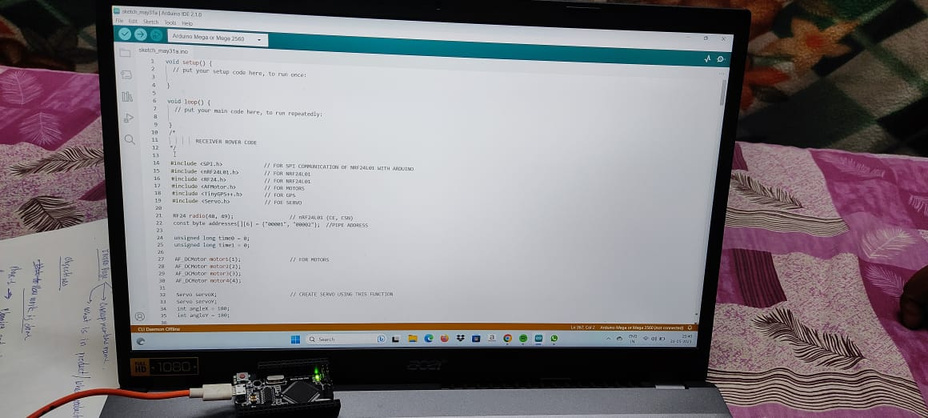 sketch_may31a | Arduino IDE 2.1.0
File Edit Sketch Tools Help
Arduino Mega or Mega 2560
sketch_may31a.ino
1 void setup() {
2 // put your setup code here, to run once:
3
4 }
5
6 void loop() {
7 // put your main code here, to run repeatedly:
8
9 }
10 /*
11 RECEIVER ROVER CODE
12 */
13
14 #include <SPI.h> // FOR SPI COMMUNICATION OF NRF24L01 WITH ARDUINO
15 #include <nRF24L01.h> // FOR NRF24L01
16 #include <RF24.h> // FOR NRF24L01
17 #include <AFMotor.h> // FOR MOTORS
18 #include <TinyGPS++.h> // FOR GPS
19 #include <Servo.h> // FOR SERVO
20
21 RF24 radio(48, 49); // nRF24L01 (CE, CSN)
22 const byte addresses[][6] = {"00001", "00002"}; //PIPE ADDRESS
23
24 unsigned long time0 = 0;
25 unsigned long time1 = 0;
26
27 AF_DCMotor motor1(1); // FOR MOTORS
28 AF_DCMotor motor2(2);
29 AF_DCMotor motor3(3);
30 AF_DCMotor motor4(4);
31
32 Servo servoX; // CREATE SERVO USING THIS FUNCTION
33 Servo servoY;
34 int angleX = 100;
35 int angleY = 100;
CLI Daemon Offline
Arduino Mega or Mega 2560 [not connected]
Search
HD 1080
acer
Objectives